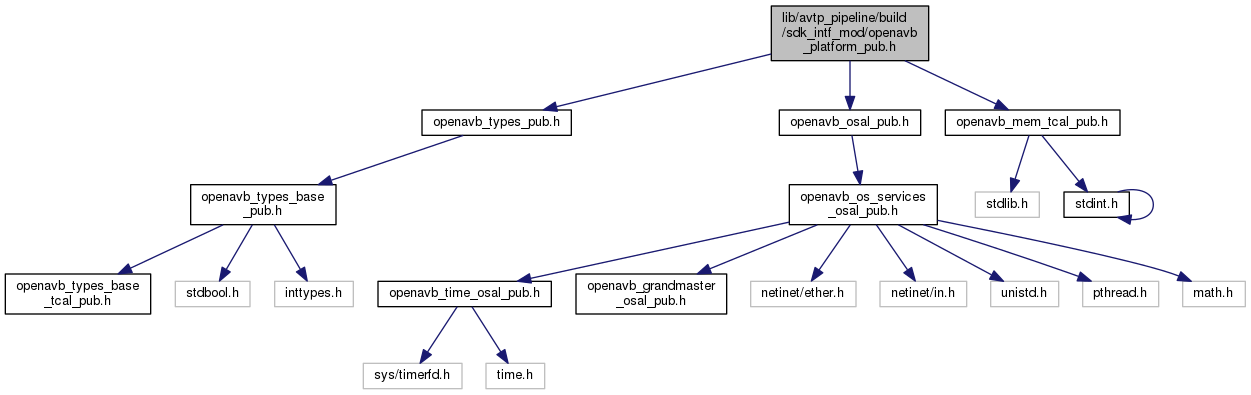 lib/avtp_pipeline/build
/sdk_intf_mod/openavb
_platform_pub.h
openavb_types_pub.h
openavb_osal_pub.h
openavb_mem_tcal_pub.h
openavb_types_base
_pub.h
openavb_os_services
_osal_pub.h
stdlib.h
stdint.h
openavb_types_base
_tcal_pub.h
stdbool.h
inttypes.h
openavb_time_osal_pub.h
openavb_grandmaster
_osal_pub.h
netinet/ether.h
netinet/in.h
unistd.h
pthread.h
math.h
sys/timerfd.h
time.h